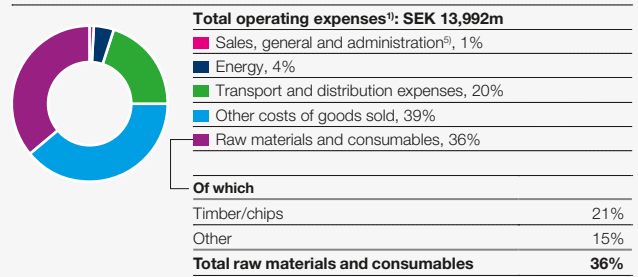 Total operating expenses¹⁾: SEK 13,992m
Sales, general and administration⁵⁾, 1%
Energy, 4%
Transport and distribution expenses, 20%
Other costs of goods sold, 39%
Raw materials and consumables, 36%
Of which
Timber/chips 21%
Other 15%
Total raw materials and consumables 36%